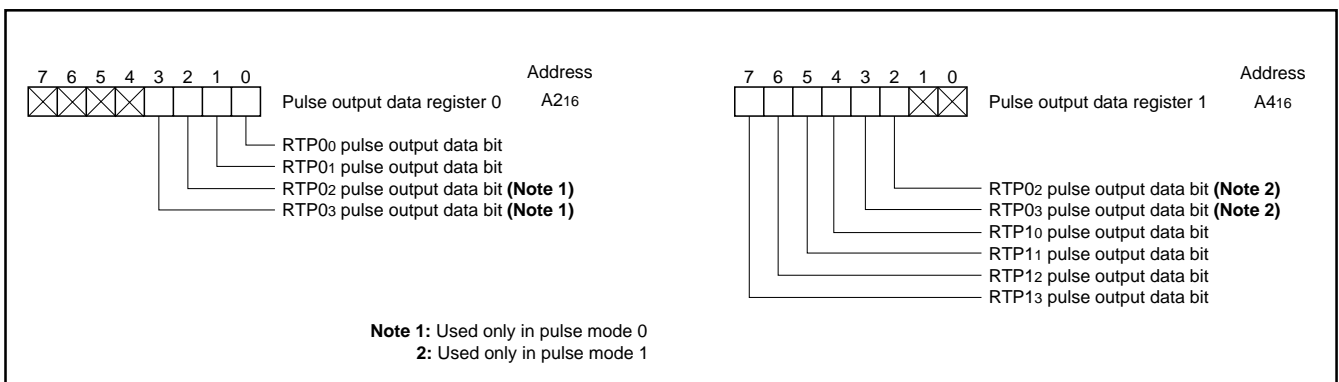 7 6 5 4 3 2 1 0 Address
Pulse output data register 0 A216
RTP00 pulse output data bit
RTP01 pulse output data bit
RTP02 pulse output data bit (Note 1)
RTP03 pulse output data bit (Note 1)
7 6 5 4 3 2 1 0 Address
Pulse output data register 1 A416
RTP02 pulse output data bit (Note 2)
RTP03 pulse output data bit (Note 2)
RTP10 pulse output data bit
RTP11 pulse output data bit
RTP12 pulse output data bit
RTP13 pulse output data bit
Note 1: Used only in pulse mode 0
2: Used only in pulse mode 1